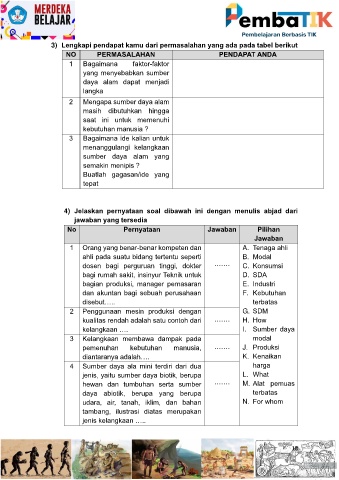 MERDEKA
BELAJAR
PembaTIK
Pembelajaran Berbasis TIK
3) Lengkapi pendapat kamu dari permasalahan yang ada pada tabel berikut
NO PERMASALAHAN PENDAPAT ANDA
1 Bagaimana faktor-faktor
yang menyebabkan sumber
daya alam dapat menjadi
langka
2 Mengapa sumber daya alam
masih dibutuhkan hingga
saat ini untuk memenuhi
kebutuhan manusia ?
3 Bagaimana ide kalian untuk
menanggulangi kelangkaan
sumber daya alam yang
semakin menipis ?
Buatlah gagasan/ide yang
tepat
4) Jelaskan pernyataan soal dibawah ini dengan menulis abjad dari
jawaban yang tersedia
No Pernyataan Jawaban Pilihan
Jawaban
1 Orang yang benar-benar kompeten dan
ahli pada suatu bidang tertentu seperti
dosen bagi perguruan tinggi, dokter
bagi rumah sakit, insinyur Teknik untuk
bagian produksi, manager pemasaran
dan akuntan bagi sebuah perusahaan
disebut.....
.......
2 Penggunaan mesin produksi dengan
kualitas rendah adalah satu contoh dari
kelangkaan ....
.......
3 Kelangkaan membawa dampak pada
pemenuhan kebutuhan manusia,
diantaranya adalah....
.......
4 Sumber daya ala mini terdiri dari dua
jenis, yaitu sumber daya biotik, berupa
hewan dan tumbuhan serta sumber
daya abiotik, berupa yang berupa
udara, air, tanah, iklim, dan bahan
tambang, ilustrasi diatas merupakan
jenis kelangkaan .....
.......
A. Tenaga ahli
B. Modal
C. Konsumsi
D. SDA
E. Industri
F. Kebutuhan
terbatas
G. SDM
H. How
I. Sumber daya
modal
J. Produksi
K. Kenaikan
harga
L. What
M. Alat pemuas
terbatas
N. For whom